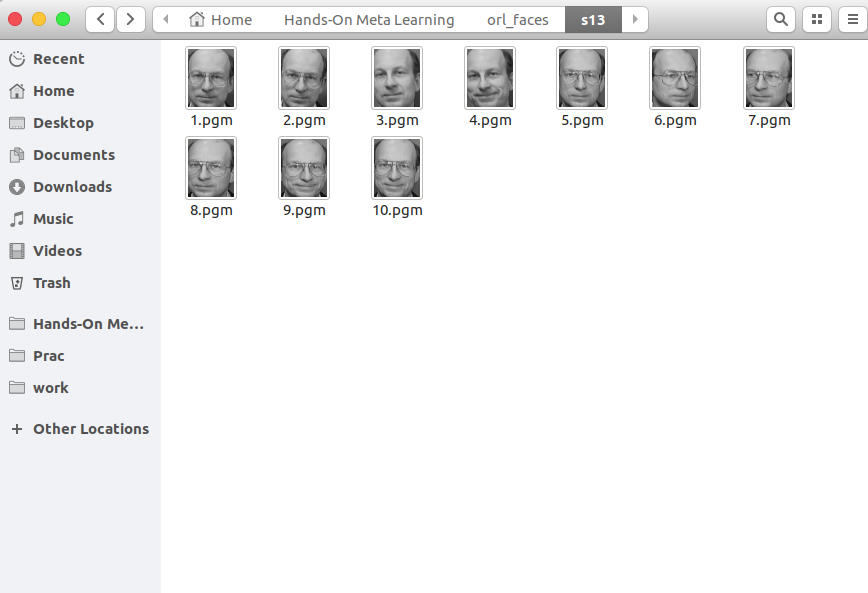 Home Hands-On Meta Learning orl_faces s13
Recent
Home
Desktop
Documents
Downloads
Music
Videos
Trash
Hands-On Me...
Prac
work
Other Locations
1.pgm 2.pgm 3.pgm 4.pgm 5.pgm 6.pgm 7.pgm
8.pgm 9.pgm 10.pgm